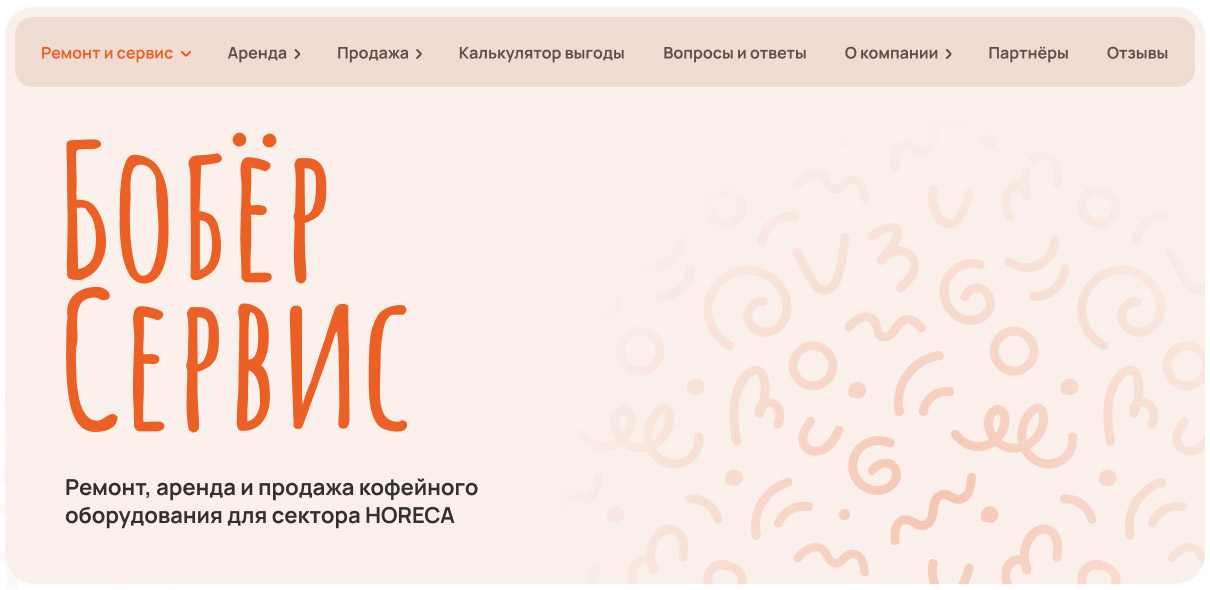 Ремонт и сервис Аренда Продажа Калькулятор выгоды Вопросы и ответы О компании Партнёры Отзывы
Бобёр
Сервис
Ремонт, аренда и продажа кофейного
оборудования для сектора HORECA